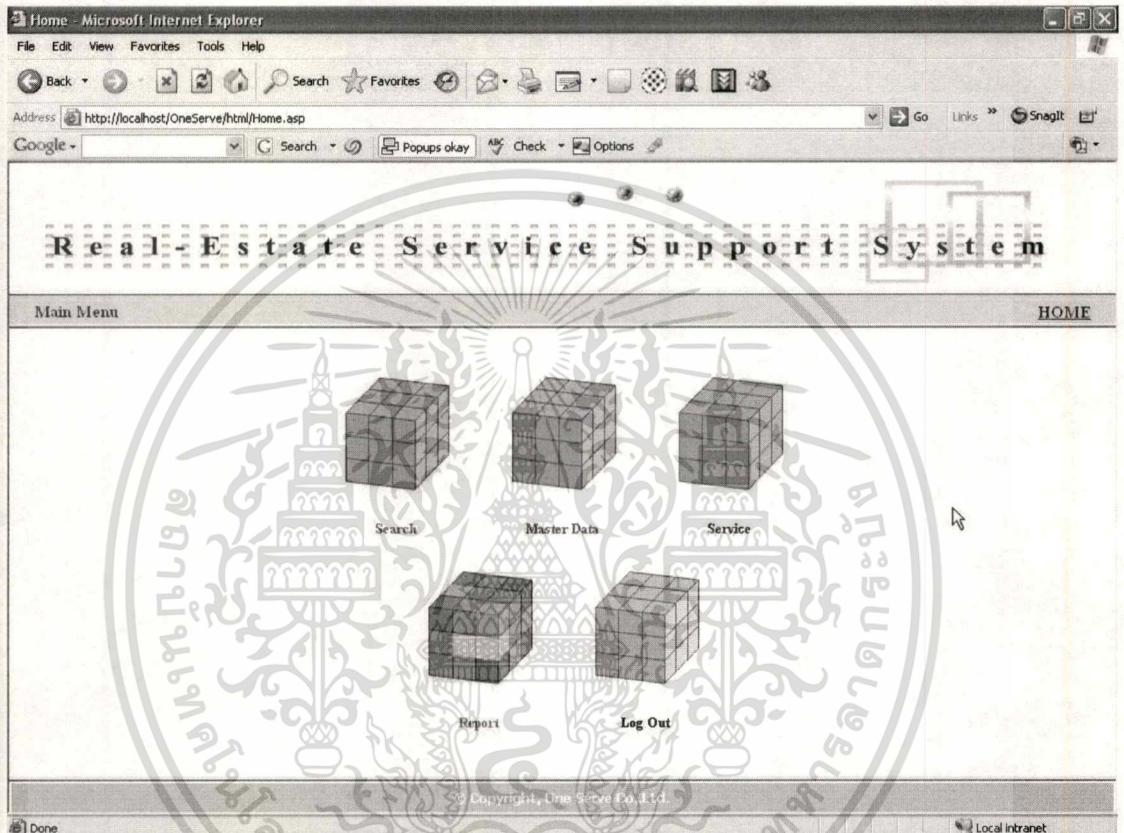 Home - Microsoft Internet Explorer
File Edit View Favorites Tools Help
Back Search Favorites
Address http://localhost/OneServe/html/Home.asp Go Links » SnagIt
Google Search Popups okay ABC Check Options
Real-Estate Service Support System
Main Menu HOME
Search Master Data Service
Report Log Out
© Copyright, One Serve Co.,Ltd.
Done Local intranet